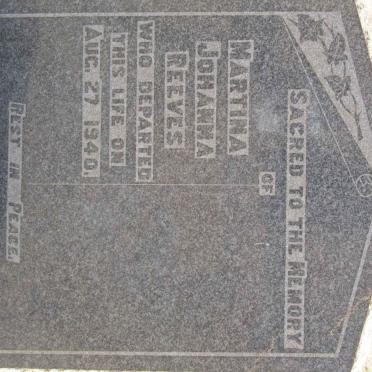 SACRED TO THE MEMORY
OF
MARTINA
JOHANNA
REEVES
WHO DEPARTED
THIS LIFE ON
AUG. 27 1940.
REST IN PEACE.